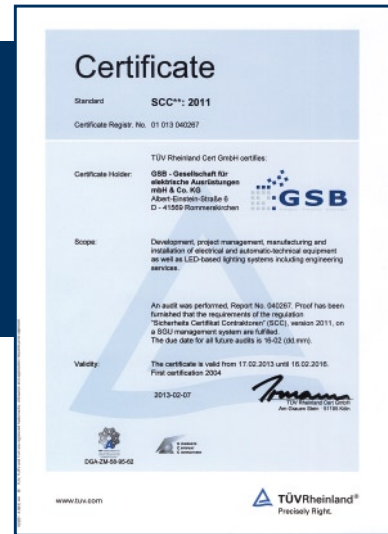 Certificate
Standard SCC**: 2011
Certificate Registr. No. 01 013 040267
TÜV Rheinland Cert GmbH certifies:
Certificate Holder: GSB - Gesellschaft für
elektrische Ausrüstungen
mbH & Co. KG
Albert-Einstein-Straße 6
D - 41569 Rommerskirchen
GSB
Scope: Development, project management, manufacturing and
installation of electrical and automatic-technical equipment
as well as LED-based lighting systems including engineering
services.
An audit was performed, Report No. 040267. Proof has been
furnished that the requirements of the regulation
"Sicherheits Certifikat Contraktoren" (SCC), version 2011, on
a SGU management system are fulfilled.
The due date for all future audits is 16-02 (dd.mm).
Validity: The certificate is valid from 17.02.2013 until 16.02.2016.
First certification 2004
2013-02-07
TÜV Rheinland Cert GmbH
Am Grauen Stein · 51105 Köln
DGA-ZM-58-95-62
www.tuv.com
TÜVRheinland®
Precisely Right.